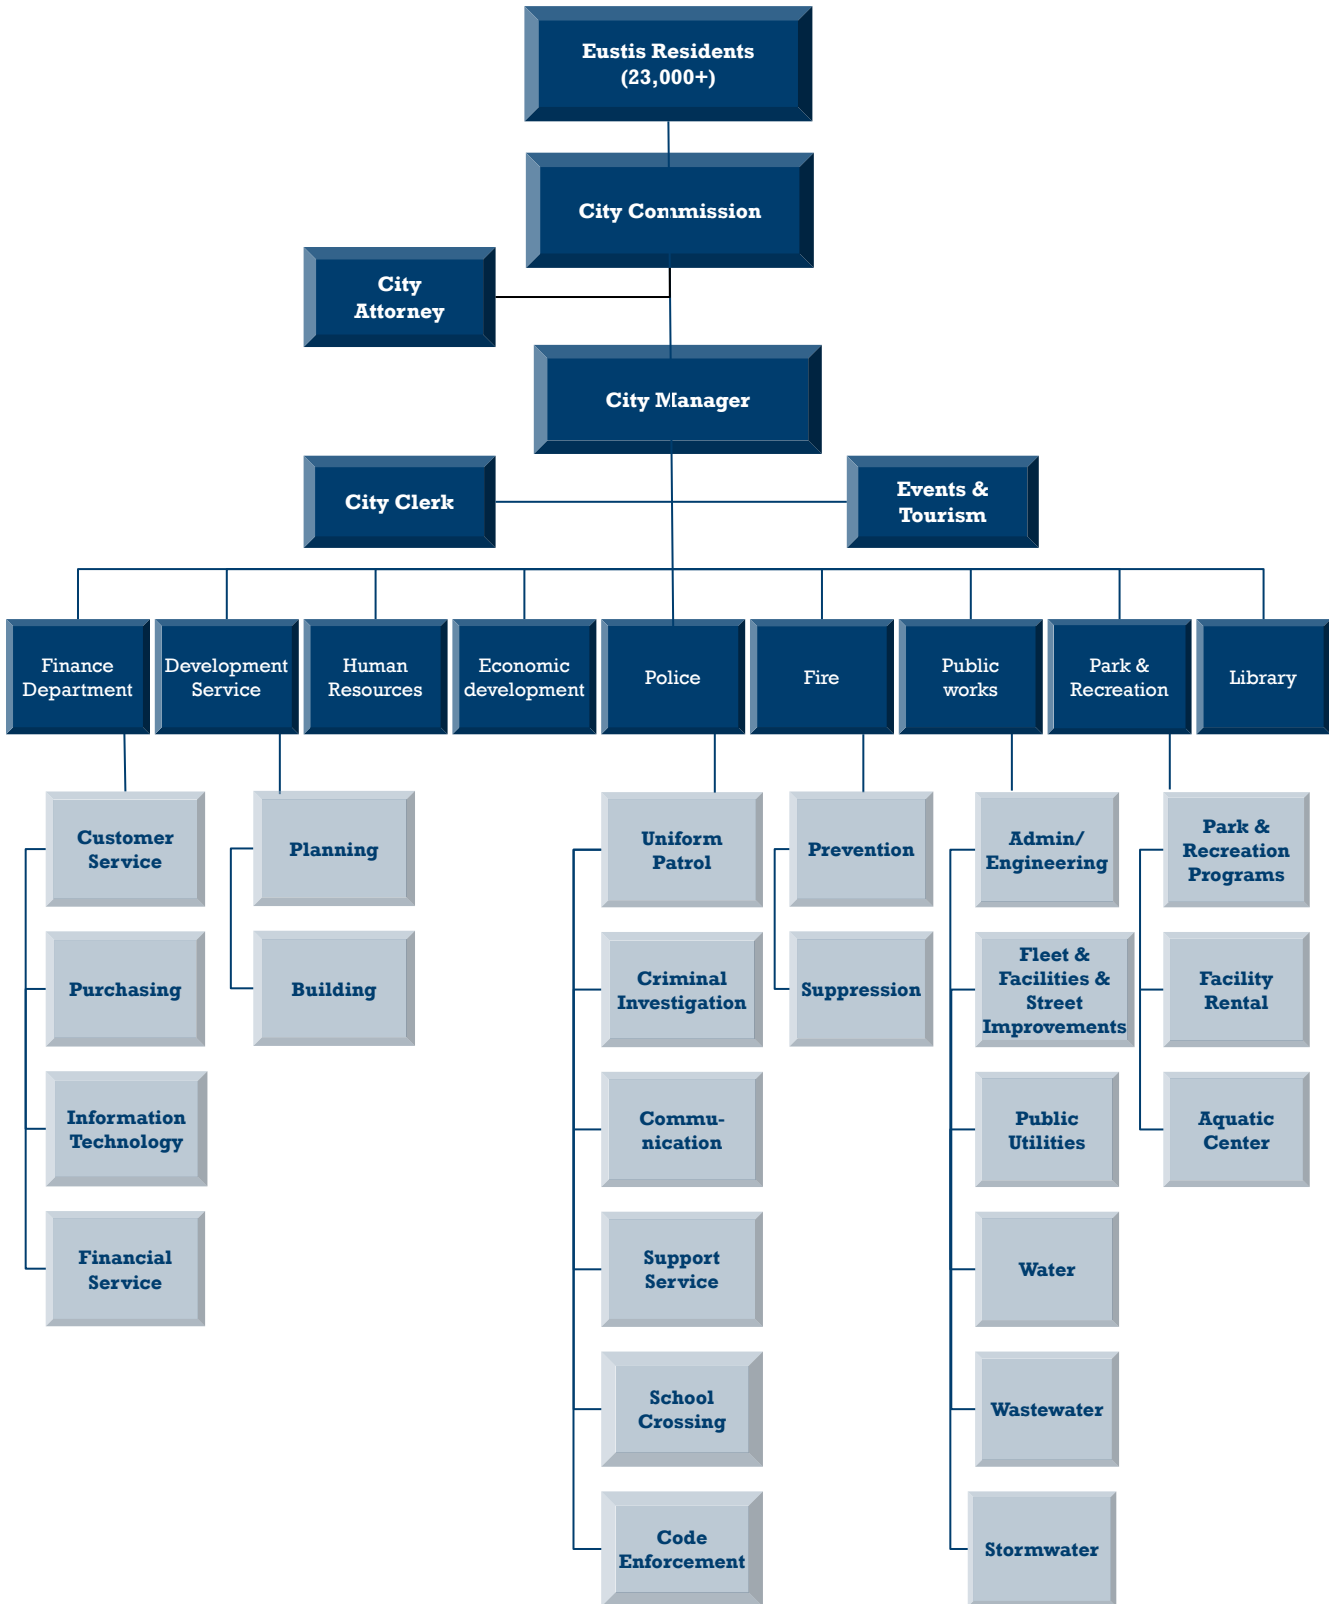 Eustis Residents
(23,000+)
City Commission
City
Attorney
City Manager
City Clerk
Events &
Tourism
Finance
Department
Development
Service
Human
Resources
Economic
development
Police
Fire
Public
works
Park &
Recreation
Library
Customer
Service
Purchasing
Information
Technology
Financial
Service
Planning
Building
Uniform
Patrol
Criminal
Investigation
Commu-
nication
Support
Service
School
Crossing
Code
Enforcement
Prevention
Suppression
Admin/
Engineering
Fleet &
Facilities &
Street
Improvements
Public
Utilities
Water
Wastewater
Stormwater
Park &
Recreation
Programs
Facility
Rental
Aquatic
Center